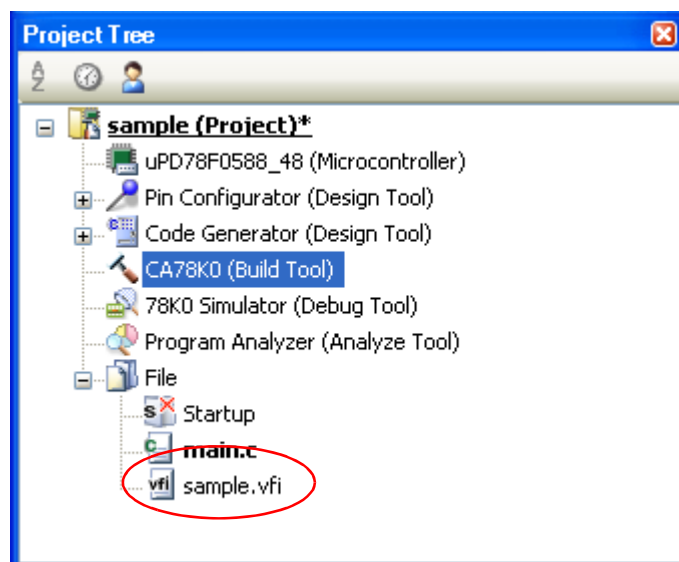 Project Tree
sample (Project)*
uPD78F0588_48 (Microcontroller)
Pin Configurator (Design Tool)
Code Generator (Design Tool)
CA78K0 (Build Tool)
78K0 Simulator (Debug Tool)
Program Analyzer (Analyze Tool)
File
Startup
main.c
sample.vfi